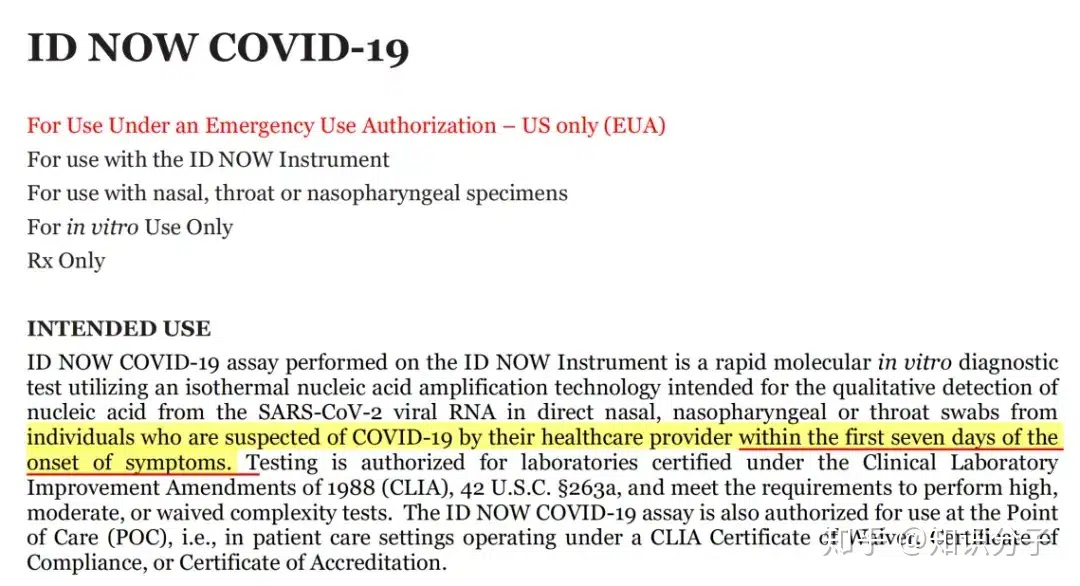 ID NOW COVID-19
For Use Under an Emergency Use Authorization – US only (EUA)
For use with the ID NOW Instrument
For use with nasal, throat or nasopharyngeal specimens
For in vitro Use Only
Rx Only
INTENDED USE
ID NOW COVID-19 assay performed on the ID NOW Instrument is a rapid molecular in vitro diagnostic
test utilizing an isothermal nucleic acid amplification technology intended for the qualitative detection of
nucleic acid from the SARS-CoV-2 viral RNA in direct nasal, nasopharyngeal or throat swabs from
individuals who are suspected of COVID-19 by their healthcare provider within the first seven days of the
onset of symptoms. Testing is authorized for laboratories certified under the Clinical Laboratory
Improvement Amendments of 1988 (CLIA), 42 U.S.C. §263a, and meet the requirements to perform high,
moderate, or waived complexity tests. The ID NOW COVID-19 assay is also authorized for use at the Point
of Care (POC), i.e., in patient care settings operating under a CLIA Certificate of Waiver, Certificate of
Compliance, or Certificate of Accreditation.
知乎 @知识分子